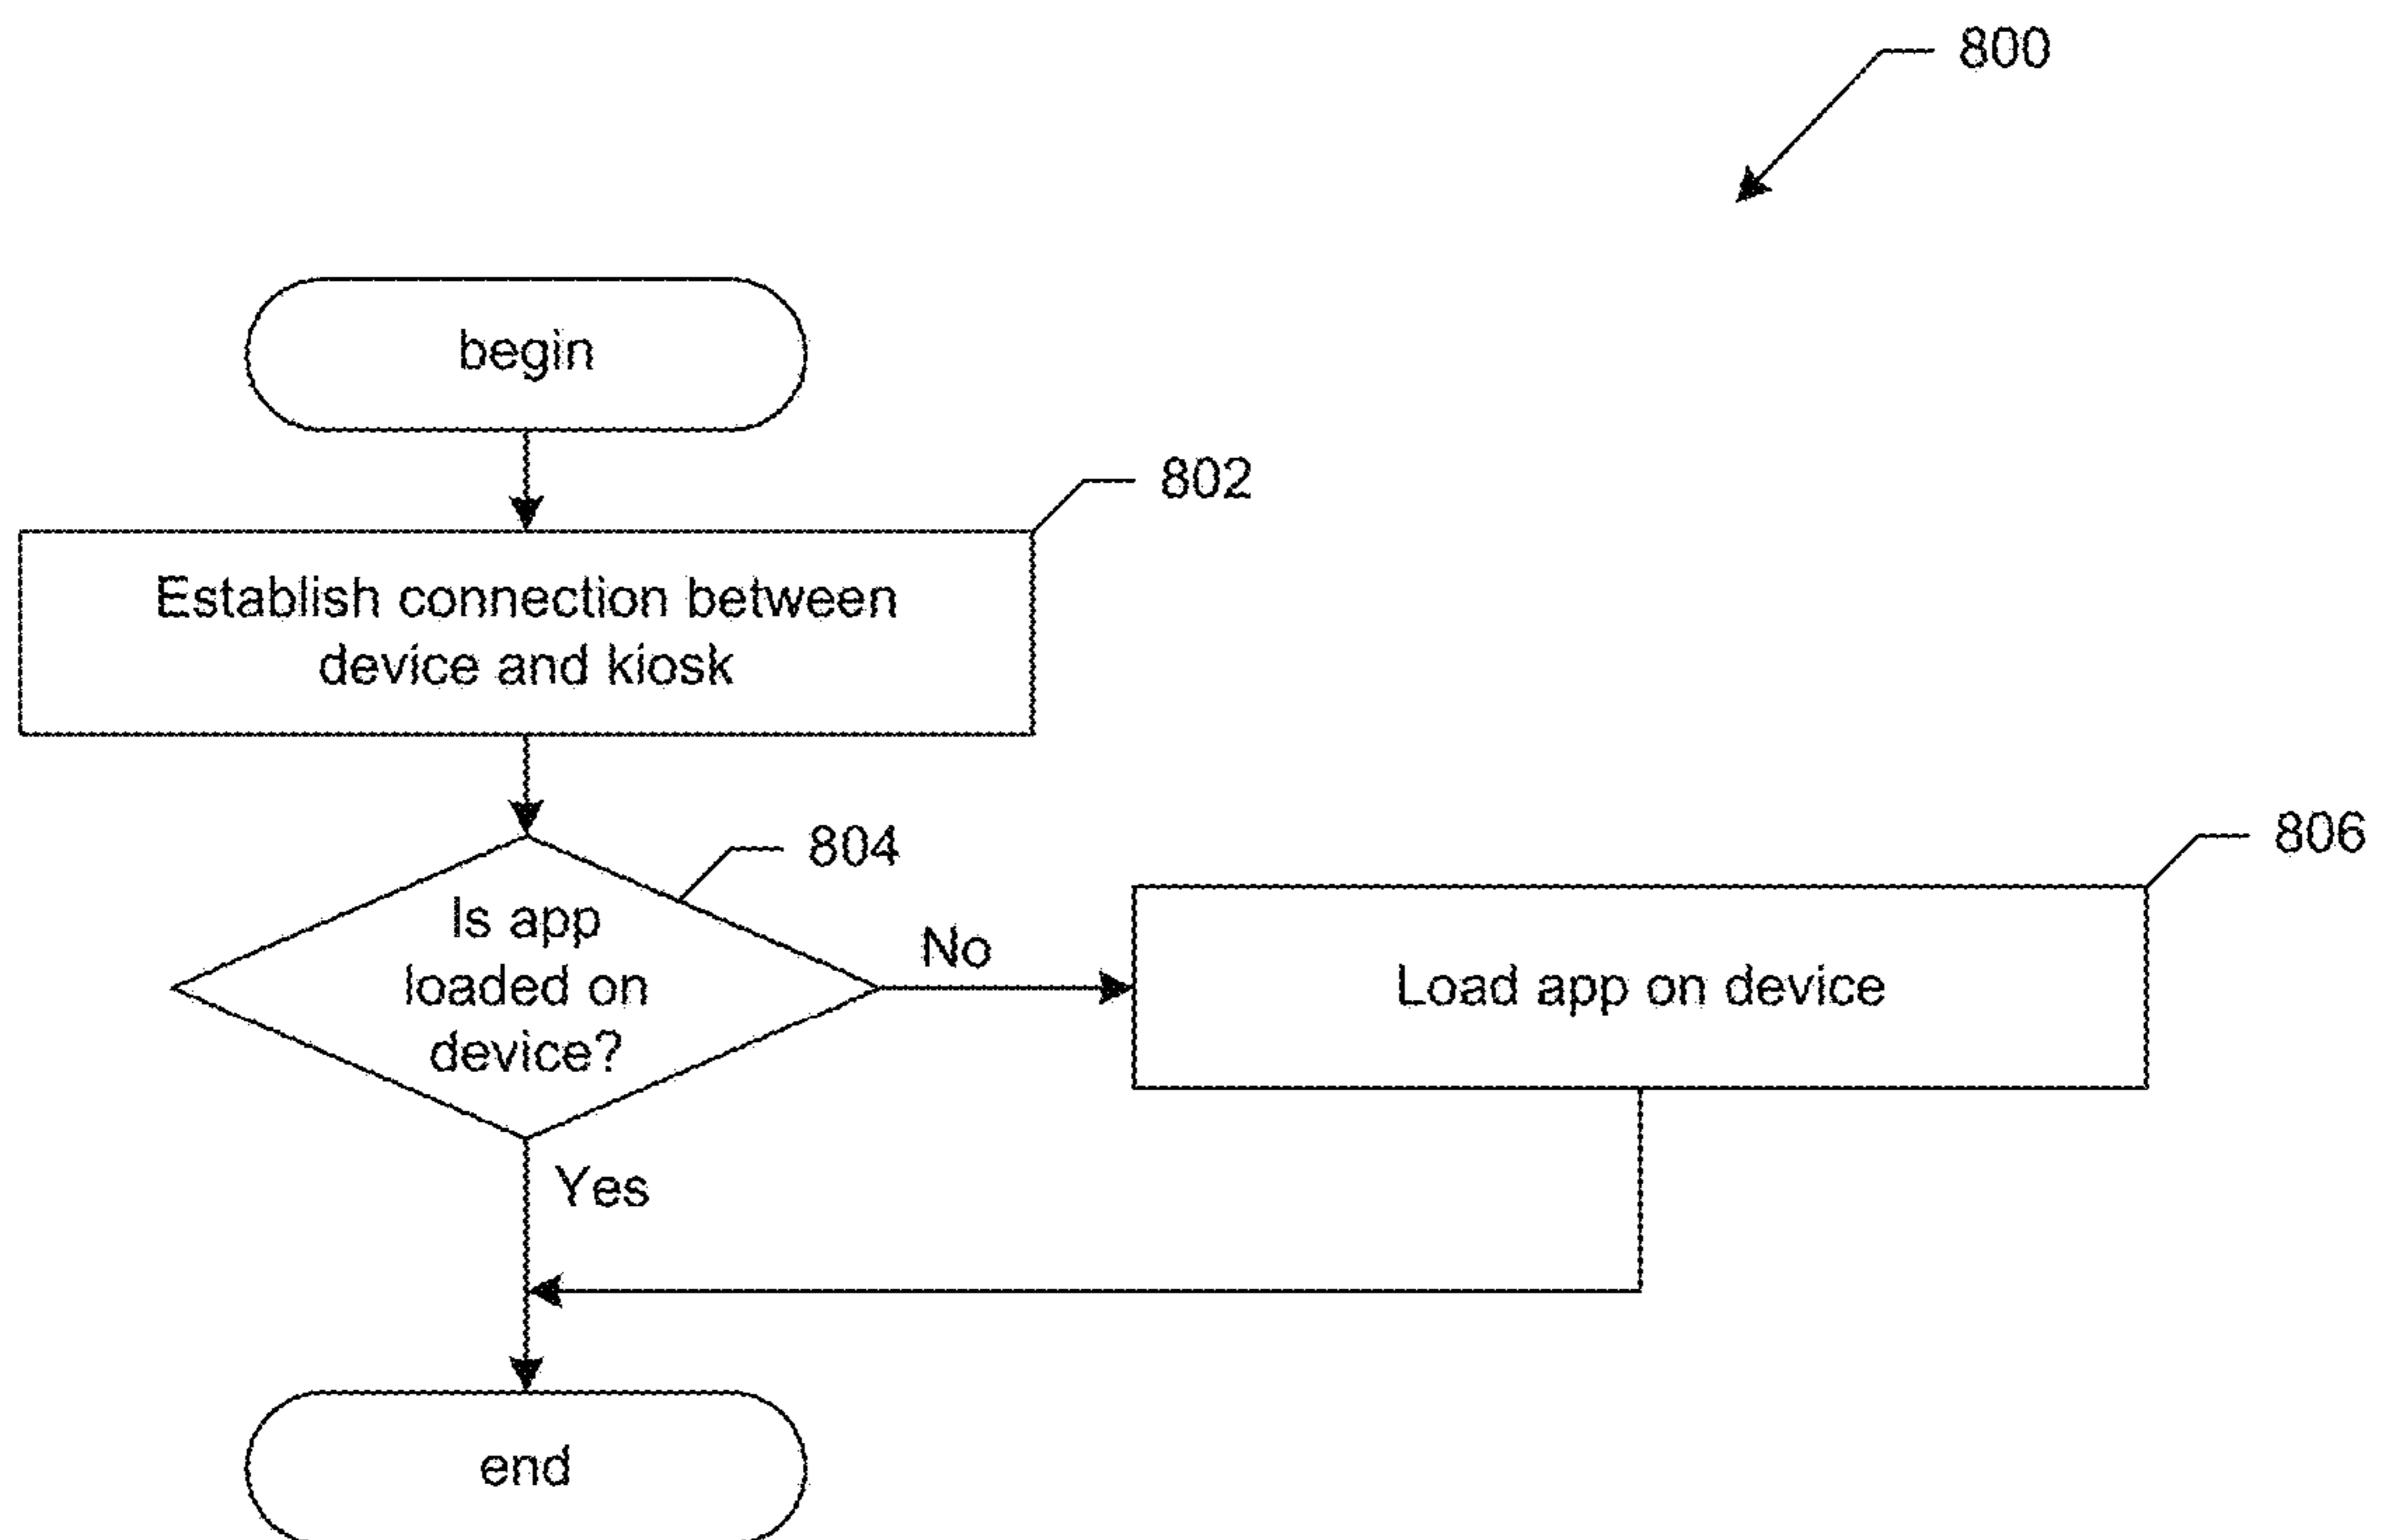 800
begin
802
Establish connection between
device and kiosk
804
Is app
loaded on
device?
No
806
Load app on device
Yes
end